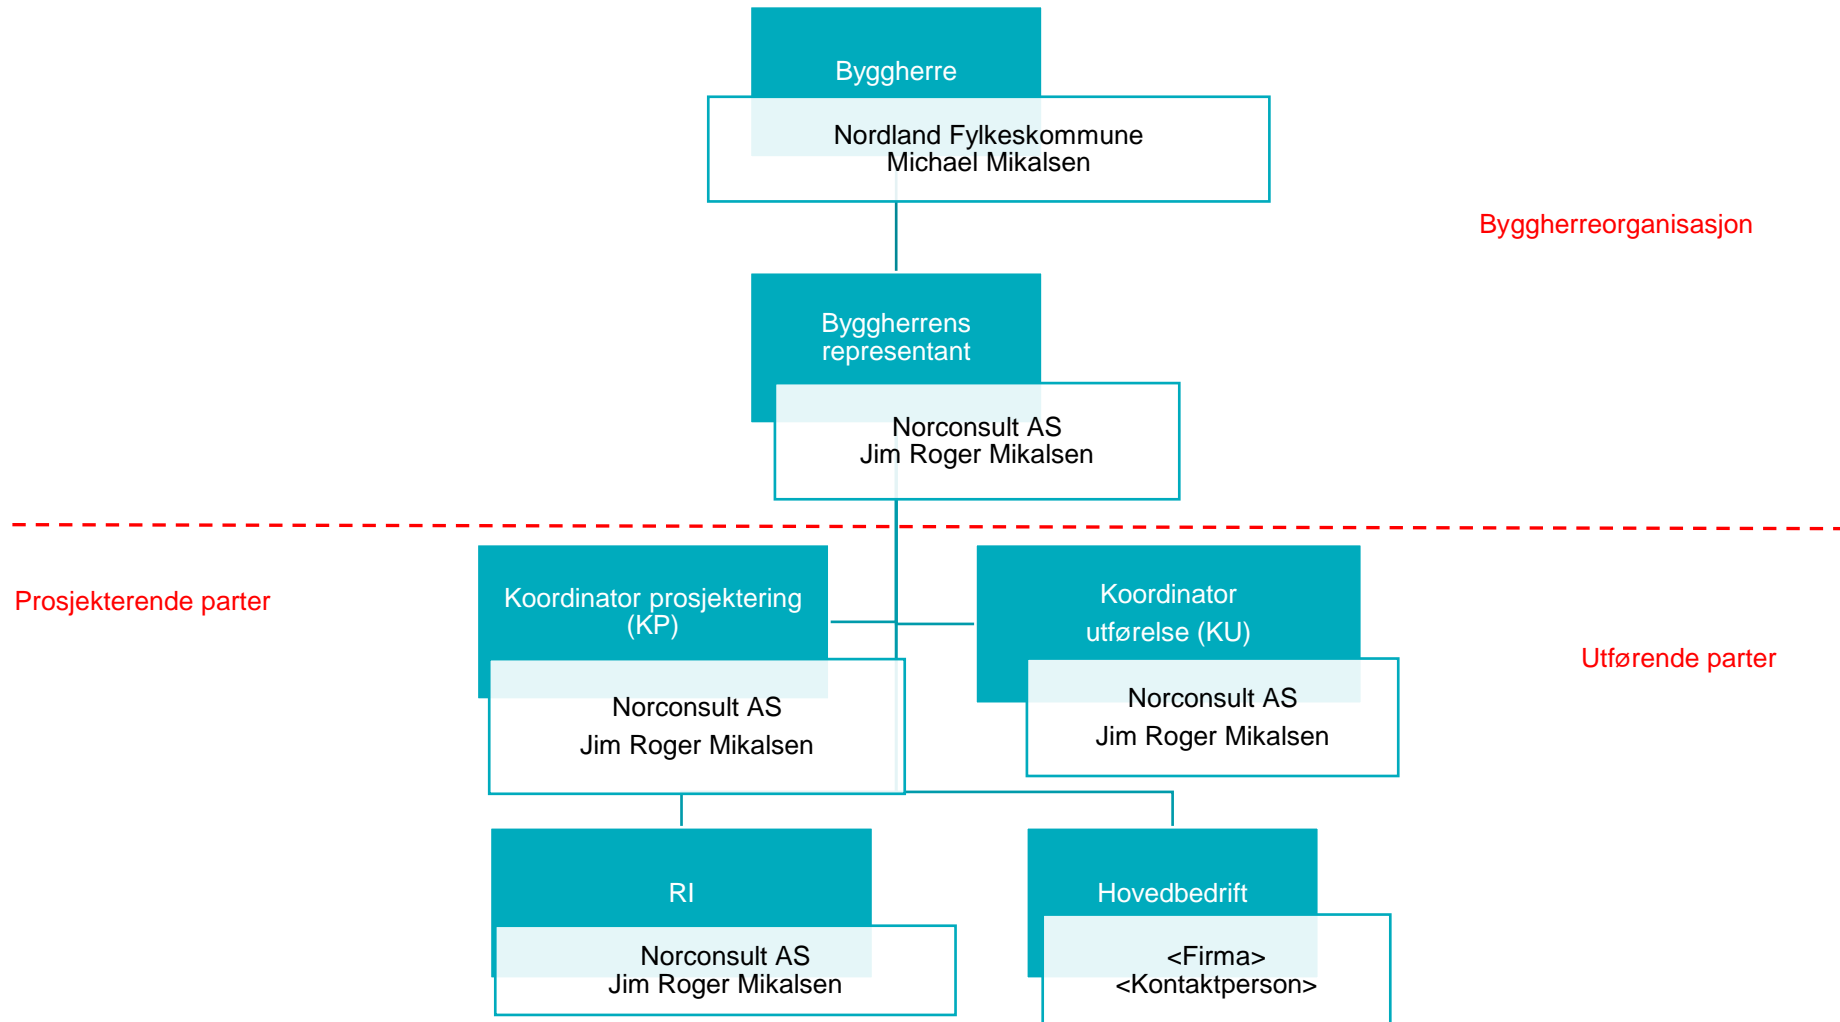 Byggherre
Nordland Fylkeskommune
Michael Mikalsen
Byggherreorganisasjon
Byggherrens
representant
Norconsult AS
Jim Roger Mikalsen
Prosjekterende parter
Koordinator prosjektering
(KP)
Norconsult AS
Jim Roger Mikalsen
Koordinator
utførelse (KU)
Norconsult AS
Jim Roger Mikalsen
Utførende parter
RI
Norconsult AS
Jim Roger Mikalsen
Hovedbedrift
<Firma>
<Kontaktperson>